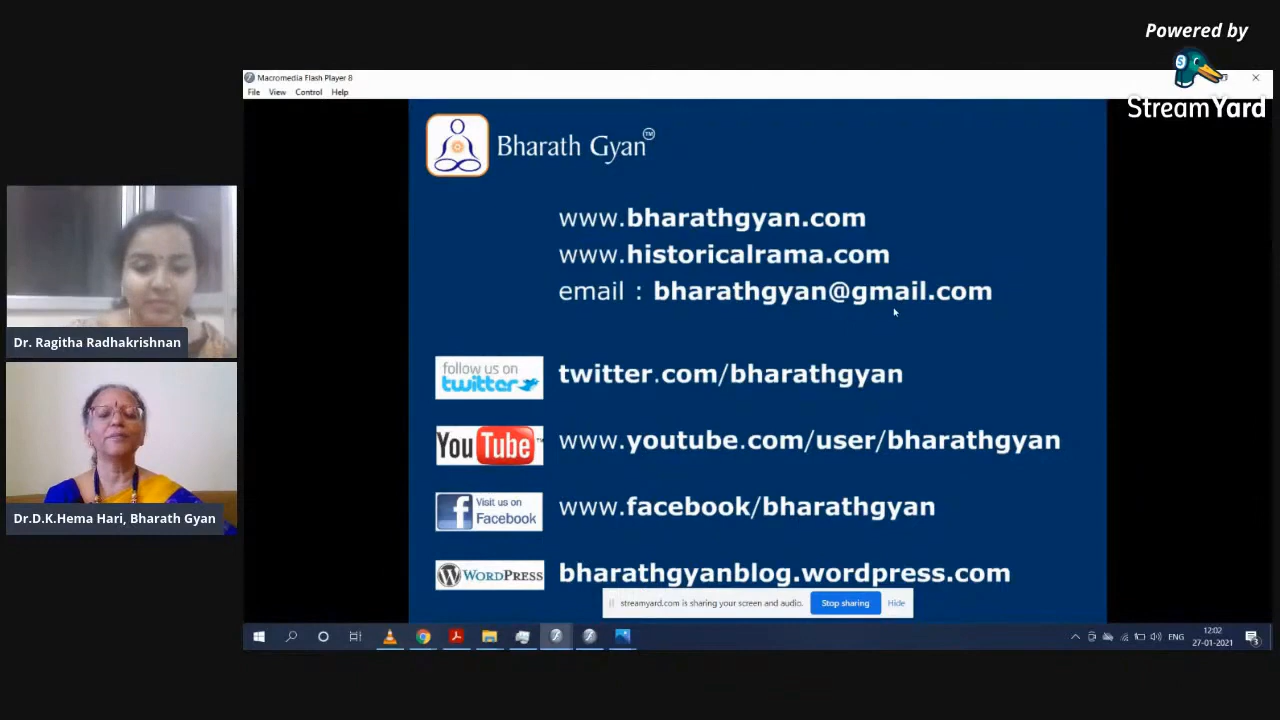 Powered by
StreamYard
Macromedia Flash Player 8
File View Control Help
Bharath Gyan™
www.bharathgyan.com
www.historicalrama.com
email : bharathgyan@gmail.com
follow us on
twitter
twitter.com/bharathgyan
YouTube
www.youtube.com/user/bharathgyan
Visit us on
Facebook
www.facebook/bharathgyan
WORDPRESS
bharathgyanblog.wordpress.com
streamyard.com is sharing your screen and audio. Stop sharing Hide
ENG
12:02
27-01-2021
Dr. Ragitha Radhakrishnan
Dr.D.K.Hema Hari, Bharath Gyan